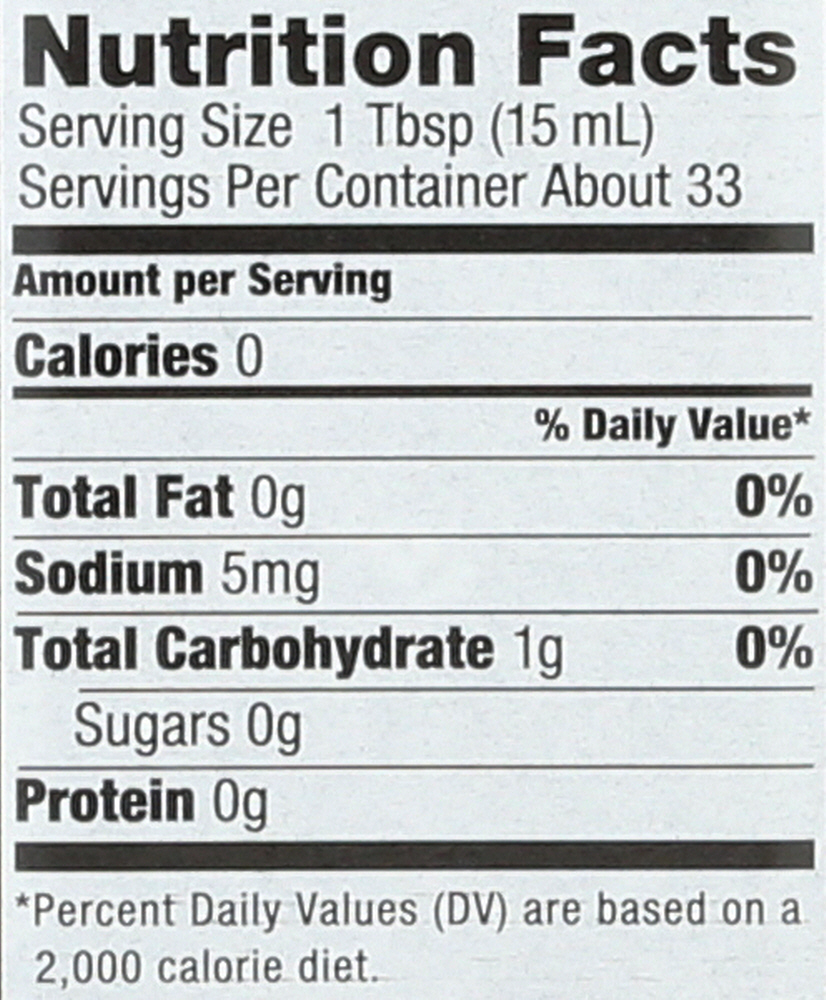 Nutrition Facts
Serving Size 1 Tbsp (15 mL)
Servings Per Container About 33
Amount per Serving
Calories 0
% Daily Value*
Total Fat 0g 0%
Sodium 5mg 0%
Total Carbohydrate 1g 0%
Sugars 0g
Protein 0g
*Percent Daily Values (DV) are based on a
2,000 calorie diet.